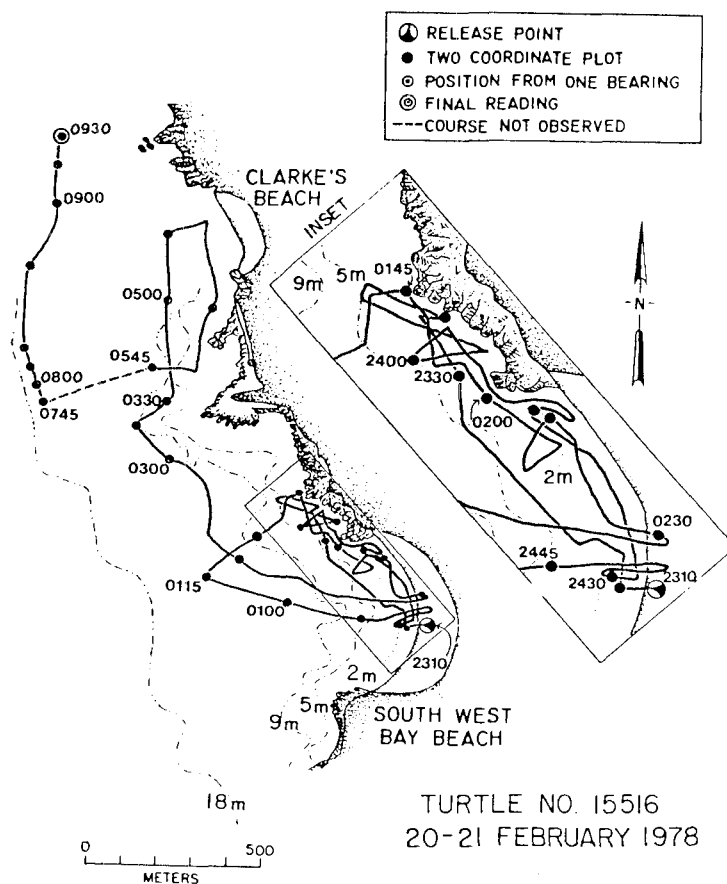 RELEASE POINT
TWO COORDINATE PLOT
POSITION FROM ONE BEARING
FINAL READING
COURSE NOT OBSERVED
0930
0900
CLARKE'S
BEACH
INSET
9m
5m
0145
N
0500
0545
2400
2330
0800
0330
0745
0200
0300
2m
0230
2445
0115
2430
2310
0100
2310
2m
5m
9m
SOUTH WEST
BAY BEACH
18m
TURTLE NO. 15516
20-21 FEBRUARY 1978
0
500
METERS